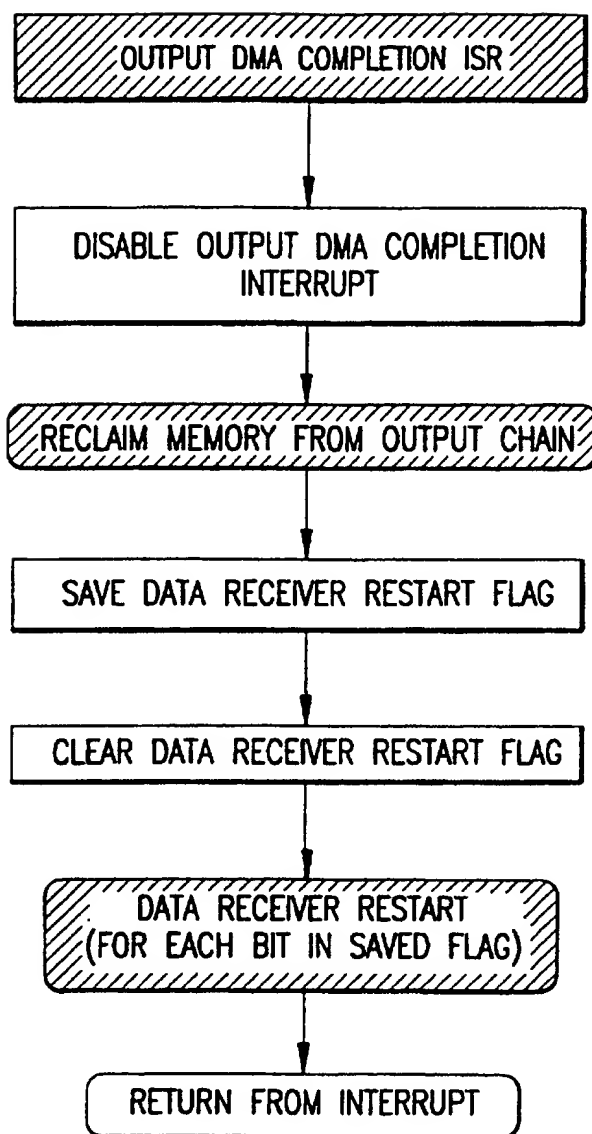 OUTPUT DMA COMPLETION ISR
DISABLE OUTPUT DMA COMPLETION
INTERRUPT
RECLAIM MEMORY FROM OUTPUT CHAIN
SAVE DATA RECEIVER RESTART FLAG
CLEAR DATA RECEIVER RESTART FLAG
DATA RECEIVER RESTART
(FOR EACH BIT IN SAVED FLAG)
RETURN FROM INTERRUPT